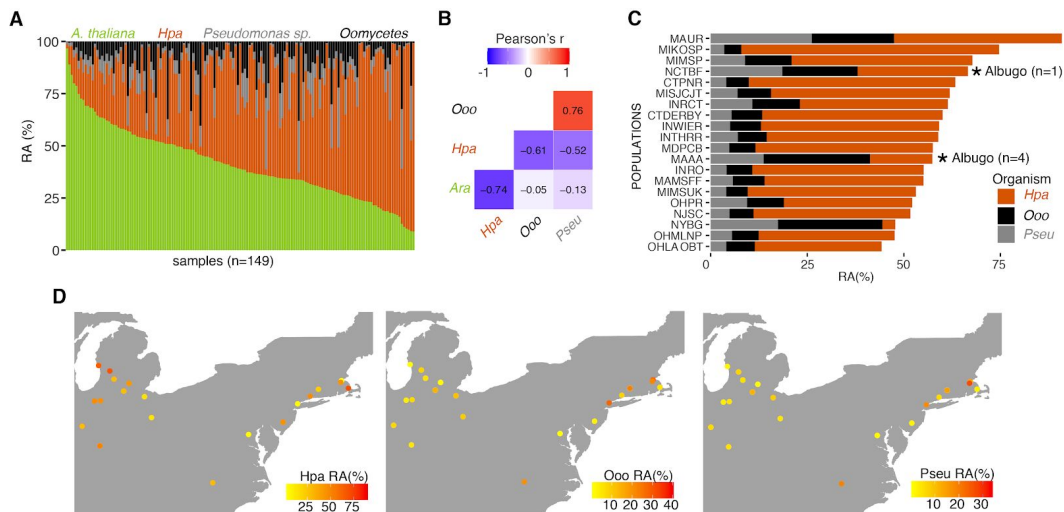 A
A. thaliana Hpa Pseudomonas sp. Oomycetes
100
75
50
25
0
RA (%)
samples (n=149)
B
Pearson's r
-1 0 1
Ooo 0.76
Hpa −0.61 −0.52
Ara −0.74 −0.05 −0.13
Hpa Ooo Pseu
C
POPULATIONS
MAUR
MIKOSP
MIMSP
NCTBF * Albugo (n=1)
CTPNR
MISJCJT
INRCT
CTDERBY
INWIER
INTHRR
MDPCB
MAAA * Albugo (n=4)
INRO
MAMSFF
MIMSUK
OHPR
NJSC
NYBG
OHMLNP
OHLA OBT
0 25 50 75
RA(%)
Organism
Hpa
Ooo
Pseu
D
Hpa RA(%)
25 50 75
Ooo RA(%)
10 20 30 40
Pseu RA(%)
10 20 30